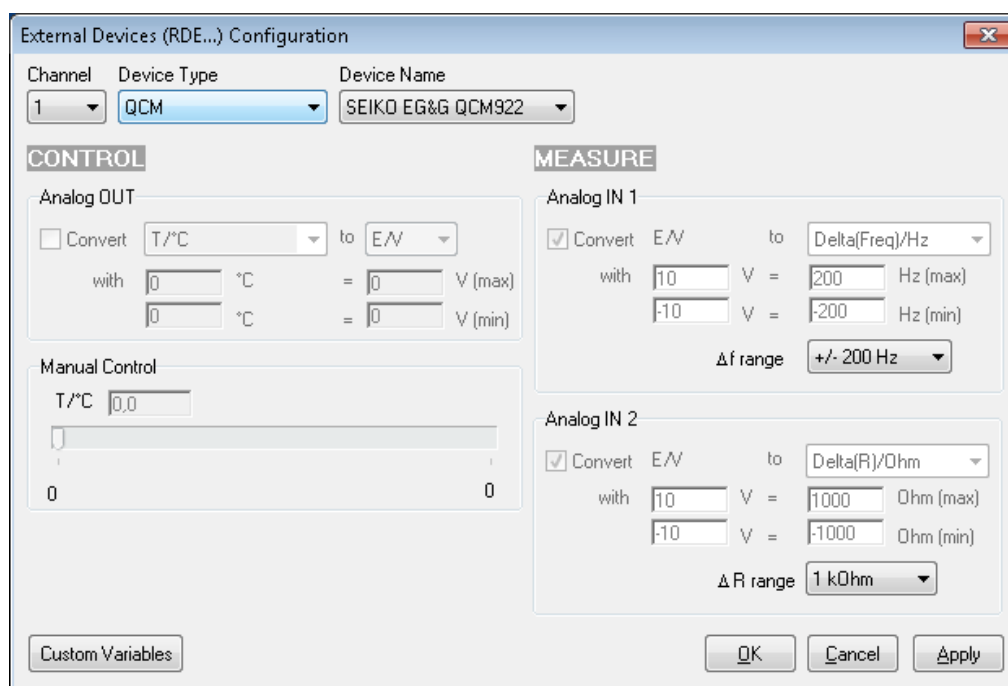 External Devices (RDE...) Configuration
Channel Device Type Device Name
1 QCM SEIKO EG&G QCM922
CONTROL
Analog OUT
Convert T/°C to E/V
with 0 °C = 0 V (max)
0 °C = 0 V (min)
Manual Control
T/°C 0,0
0 0
MEASURE
Analog IN 1
Convert E/V to Delta(Freq)/Hz
with 10 V = 200 Hz (max)
-10 V = -200 Hz (min)
Δf range +/- 200 Hz
Analog IN 2
Convert E/V to Delta(R)/Ohm
with 10 V = 1000 Ohm (max)
-10 V = -1000 Ohm (min)
Δ R range 1 kOhm
Custom Variables OK Cancel Apply